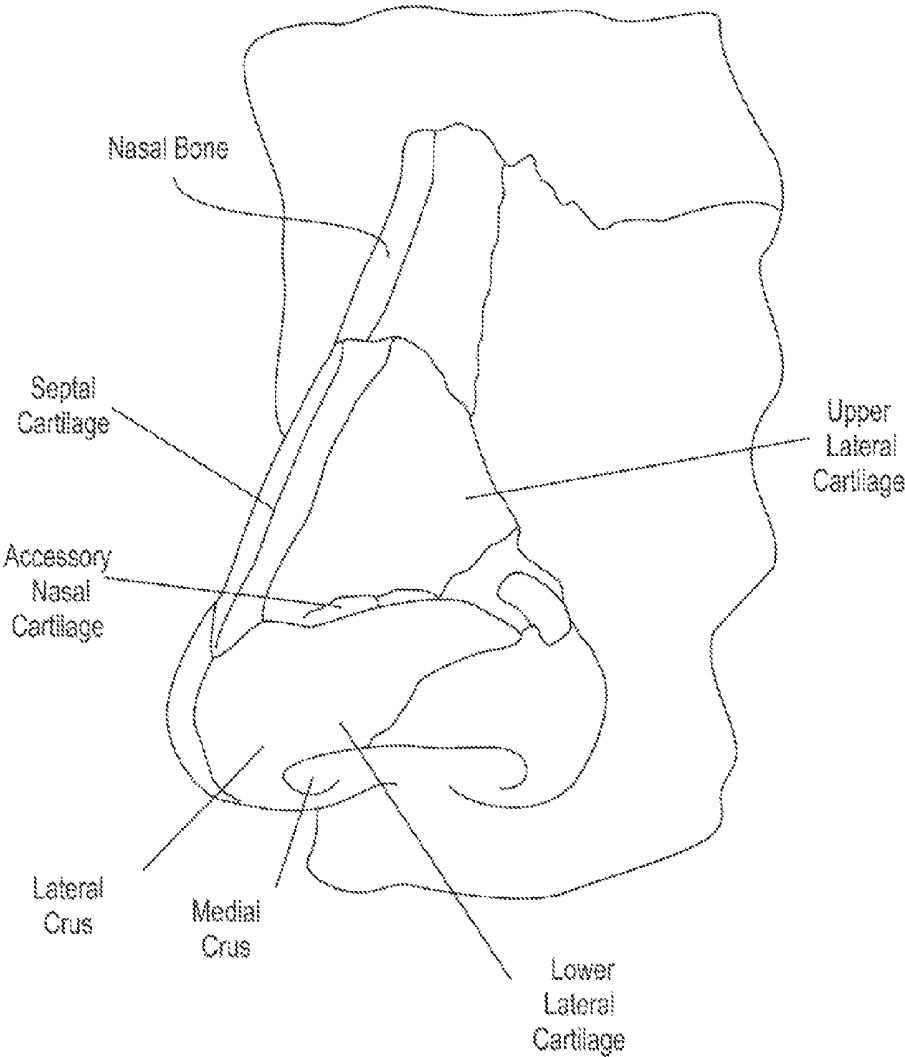 Nasal Bone
Septal
Cartilage
Upper
Lateral
Cartilage
Accessory
Nasal
Cartilage
Lateral
Crus
Medial
Crus
Lower
Lateral
Cartilage